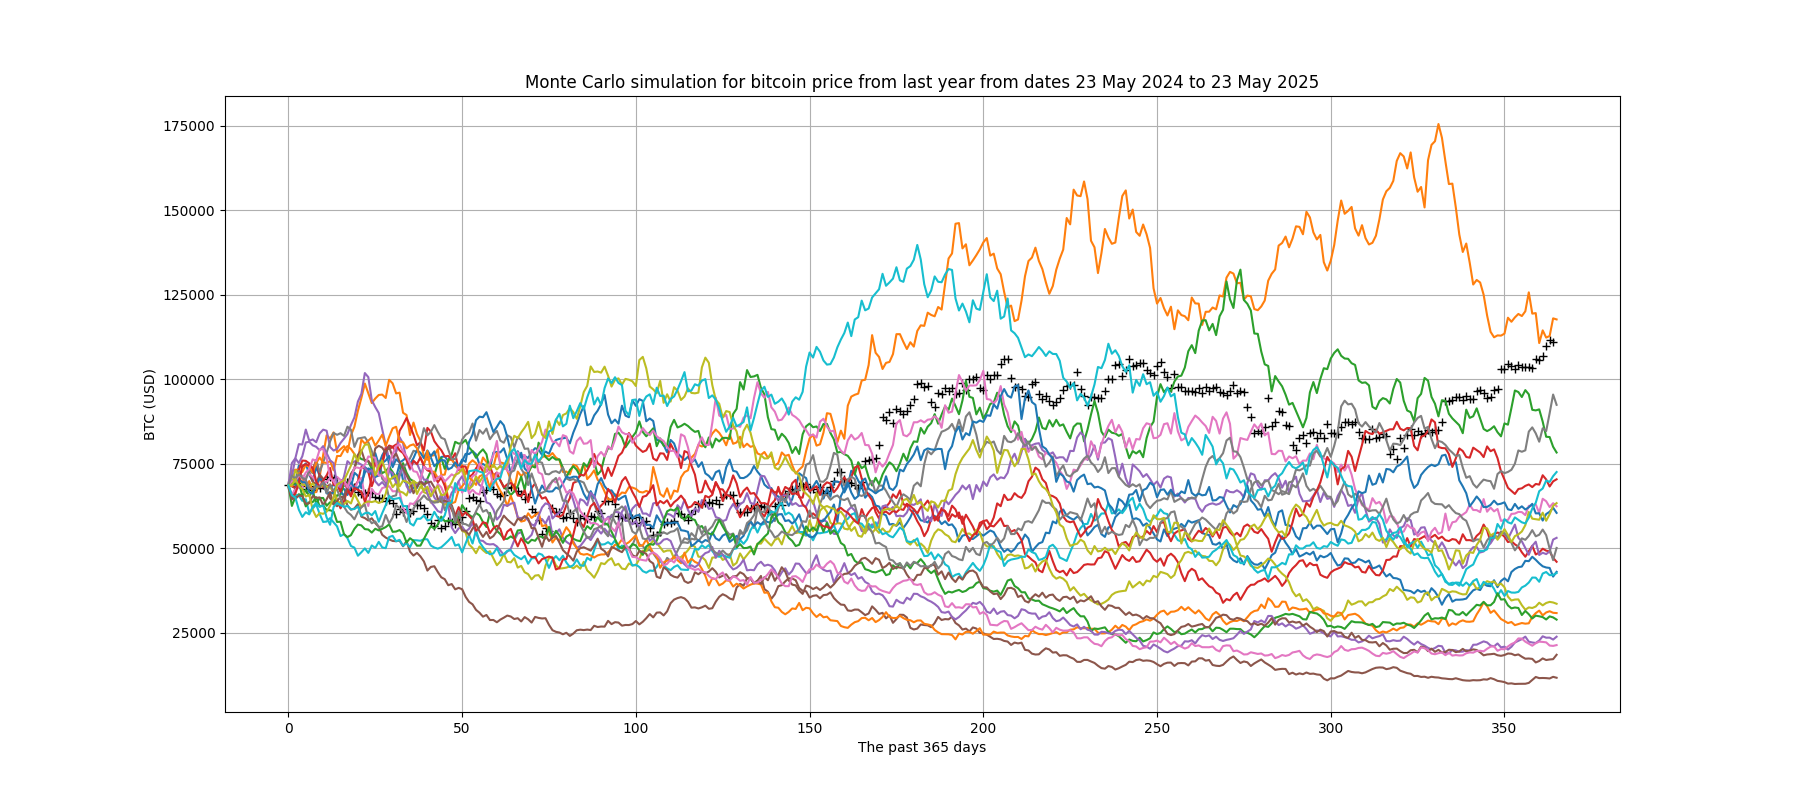 Monte Carlo simulation for bitcoin price from last year from dates 23 May 2024 to 23 May 2025
175000
150000
125000
100000
75000
50000
25000
BTC (USD)
0 50 100 150 200 250 300 350
The past 365 days